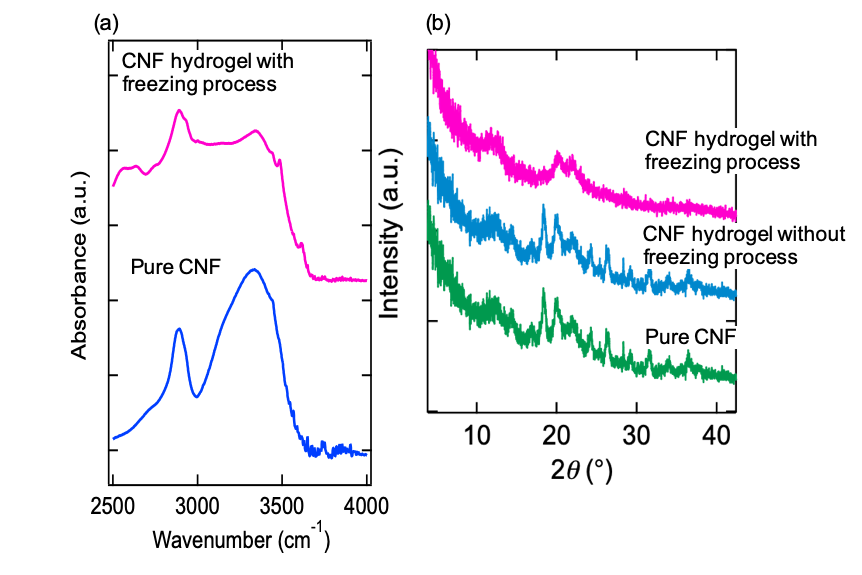 (a)
CNF hydrogel with
freezing process
Pure CNF
Absorbance (a.u.)
2500
3000
3500
4000
Wavenumber (cm⁻¹)
(b)
CNF hydrogel with
freezing process
CNF hydrogel without
freezing process
Pure CNF
Intensity (a.u.)
10
20
30
40
2θ (°)